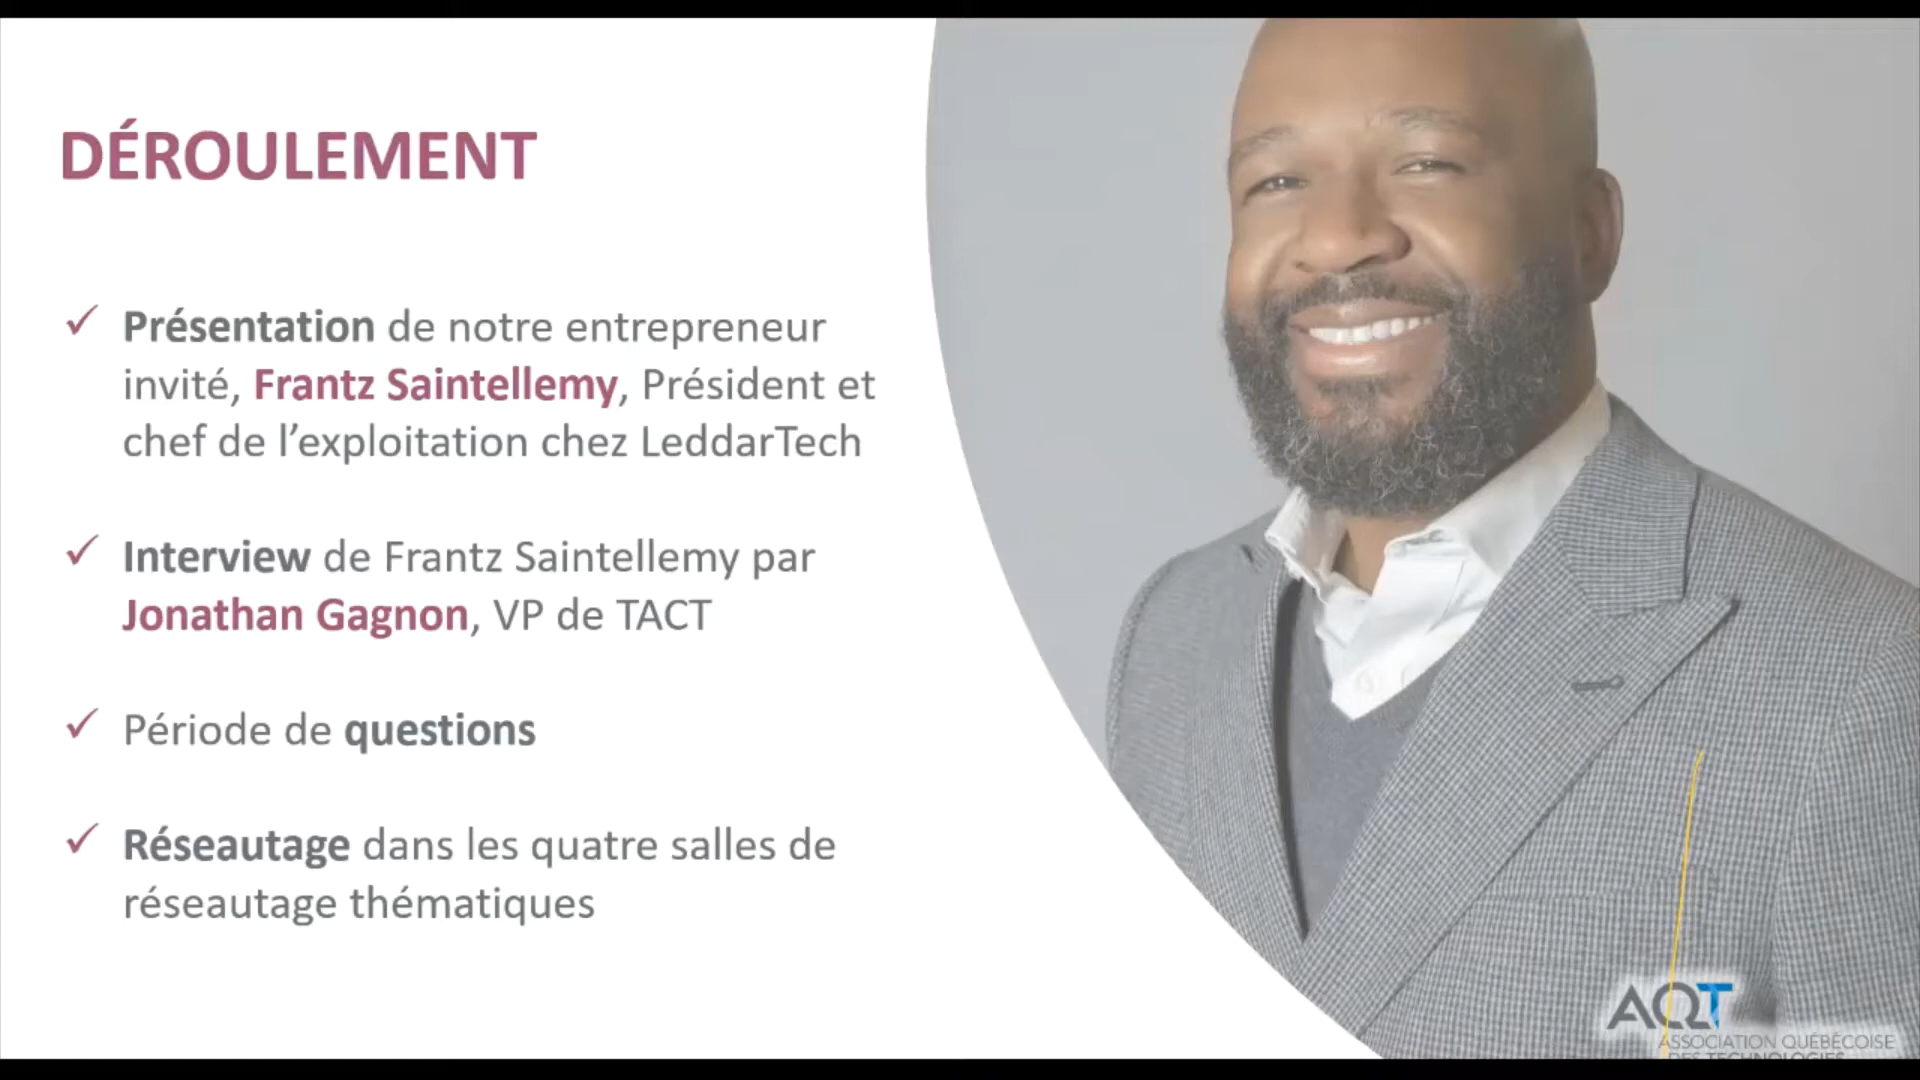 DÉROULEMENT
✓ Présentation de notre entrepreneur
invité, Frantz Saintellemy, Président et
chef de l’exploitation chez LeddarTech
✓ Interview de Frantz Saintellemy par
Jonathan Gagnon, VP de TACT
✓ Période de questions
✓ Réseautage dans les quatre salles de
réseautage thématiques
AQT
ASSOCIATION QUÉBÉCOISE
DES TECHNOLOGIES